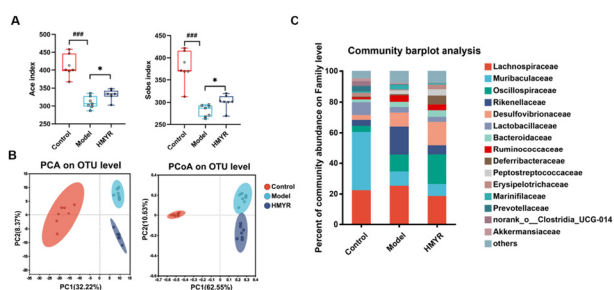 A
###
*
Ace index
500
450
400
350
300
250
Control
Model
HMYR
###
*
Sobs index
450
400
350
300
250
Control
Model
HMYR
B
PCA on OTU level
PC2(8.37%)
PC1(32.22%)
PCoA on OTU level
PC2(10.63%)
PC1(62.55%)
Control
Model
HMYR
C
Community barplot analysis
Percent of community abundance on Family level
100
80
60
40
20
0
Control
Model
HMYR
Lachnospiraceae
Muribaculaceae
Oscillospiraceae
Rikenellaceae
Desulfovibrionaceae
Lactobacillaceae
Bacteroidaceae
Ruminococcaceae
Deferribacteraceae
Peptostreptococcaceae
Erysipelotrichaceae
Marinifilaceae
Prevotellaceae
norank_o__Clostridia_UCG-014
Akkermansiaceae
others